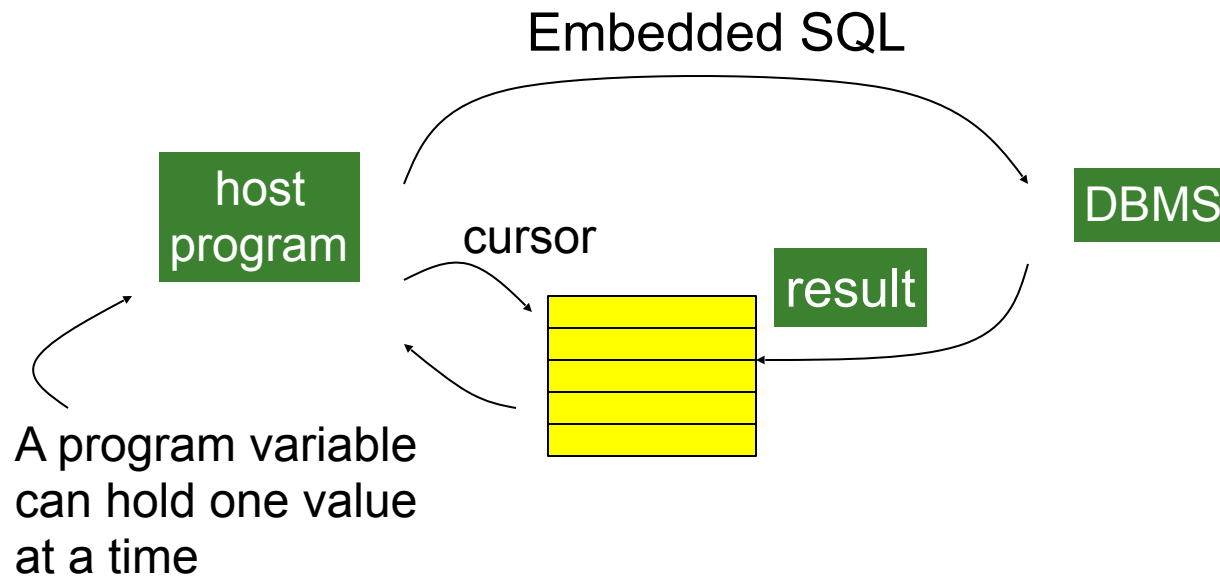 Embedded SQL
host
program
DBMS
cursor
result
A program variable
can hold one value
at a time